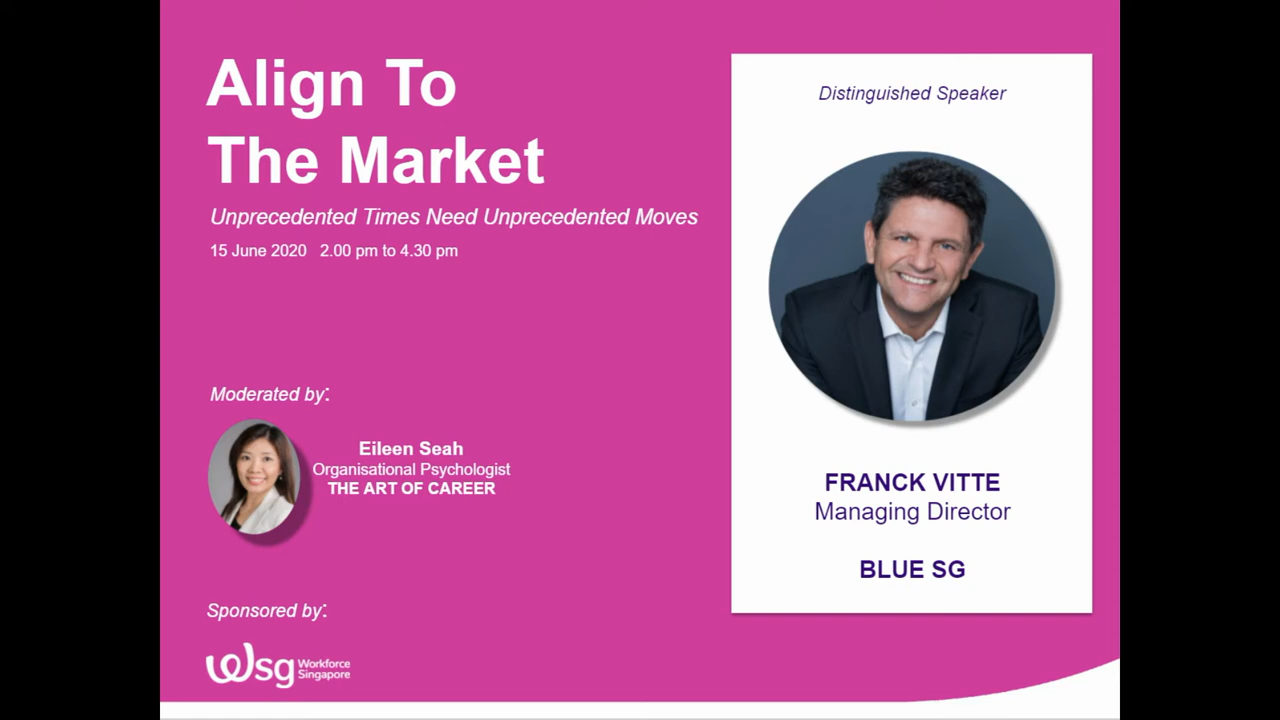 Align To
The Market
Unprecedented Times Need Unprecedented Moves
15 June 2020 2.00 pm to 4.30 pm
Moderated by:
Eileen Seah
Organisational Psychologist
THE ART OF CAREER
Sponsored by:
wsg Workforce
Singapore
Distinguished Speaker
FRANCK VITTE
Managing Director
BLUE SG